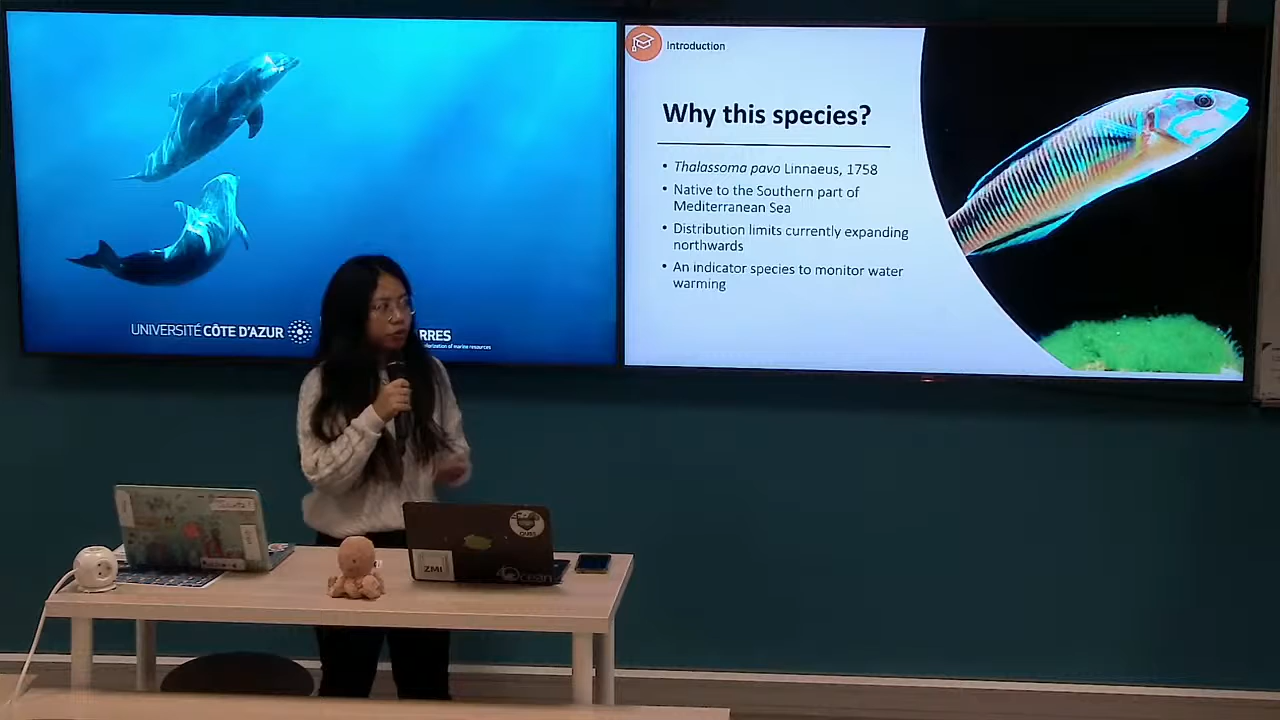 UNIVERSITÉ CÔTE D'AZUR
RRES
Introduction
Why this species?
• Thalassoma pavo Linnaeus, 1758
• Native to the Southern part of
Mediterranean Sea
• Distribution limits currently expanding
northwards
• An indicator species to monitor water
warming
ZMI
Ocean